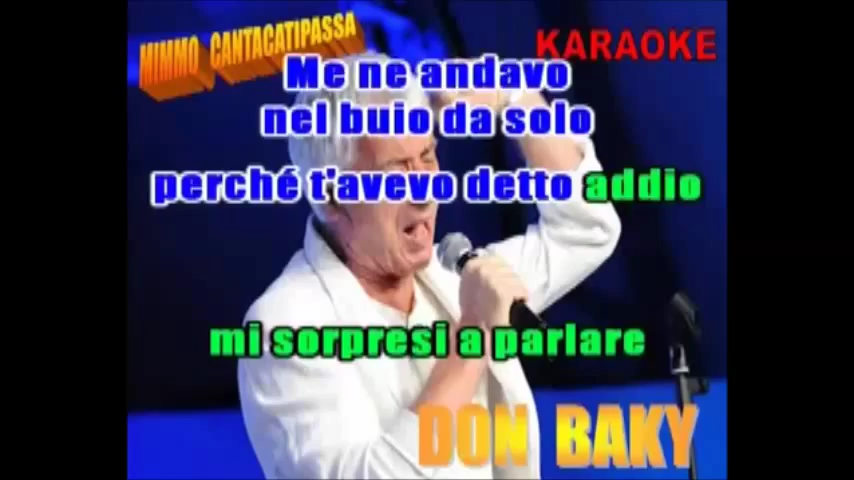 MIMMO CANTACATIPASSA
KARAOKE
Me ne andavo
nel buio da solo
perché t'avevo detto addio
mi sorpresi a parlare
DON BAKY